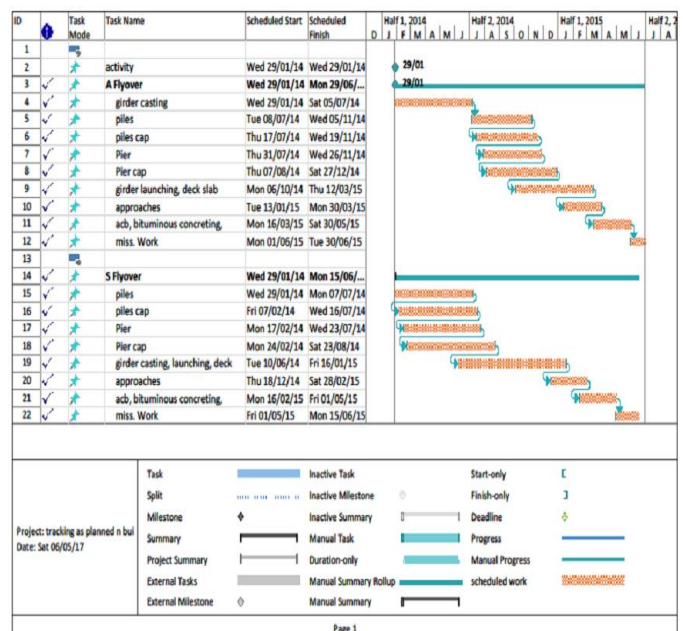 ID Task Mode Task Name Scheduled Start Scheduled Finish Half 1, 2014 Half 2, 2014 Half 1, 2015 Half 2, 2
D J F M A M J J A S O N D J F M A M J J A
1
2 activity Wed 29/01/14 Wed 29/01/14 29/01
3 A Flyover Wed 29/01/14 Mon 29/06/... 29/01
4 girder casting Wed 29/01/14 Sat 05/07/14
5 piles Tue 08/07/14 Wed 05/11/14
6 piles cap Thu 17/07/14 Wed 19/11/14
7 Pier Thu 31/07/14 Wed 26/11/14
8 Pier cap Thu 07/08/14 Sat 27/12/14
9 girder launching, deck slab Mon 06/10/14 Thu 12/03/15
10 approaches Tue 13/01/15 Mon 30/03/15
11 acb, bituminous concreting, Mon 16/03/15 Sat 30/05/15
12 miss. Work Mon 01/06/15 Tue 30/06/15
13
14 S Flyover Wed 29/01/14 Mon 15/06/...
15 piles Wed 29/01/14 Mon 07/07/14
16 piles cap Fri 07/02/14 Wed 16/07/14
17 Pier Mon 17/02/14 Wed 23/07/14
18 Pier cap Mon 24/02/14 Sat 23/08/14
19 girder casting, launching, deck Tue 10/06/14 Fri 16/01/15
20 approaches Thu 18/12/14 Sat 28/02/15
21 acb, bituminous concreting, Mon 16/02/15 Fri 01/05/15
22 miss. Work Fri 01/05/15 Mon 15/06/15
Project: tracking as planned n bui
Date: Sat 06/05/17
Task Inactive Task Start-only
Split Inactive Milestone Finish-only
Milestone Inactive Summary Deadline
Summary Manual Task Progress
Project Summary Duration-only Manual Progress
External Tasks Manual Summary Rollup scheduled work
External Milestone Manual Summary
Page 1